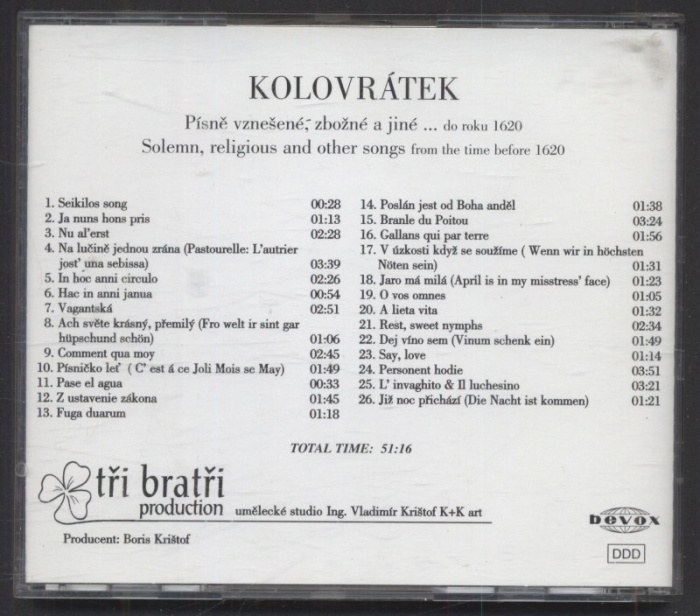 KOLOVRÁTEK
Písně vznešené, zbožné a jiné ... do roku 1620
Solemn, religious and other songs from the time before 1620
1. Seikilos song 00:28
2. Ja nuns hons pris 01:13
3. Nu al'erst 02:28
4. Na lučině jednou zrána (Pastourelle: L'autrier
jost' una sebissa) 03:39
5. In hoc anni circulo 02:26
6. Hac in anni janua 00:54
7. Vagantská 02:51
8. Ach světe krásný, přemilý (Fro welt ir sint gar
hüpschund schön) 01:06
9. Comment qua moy 02:45
10. Písničko leť ( C' est á ce Joli Mois se May) 01:49
11. Pase el agua 00:33
12. Z ustavenie zákona 01:45
13. Fuga duarum 01:18
14. Poslán jest od Boha anděl 01:38
15. Branle du Poitou 03:24
16. Gallans qui par terre 01:56
17. V úzkosti když se soužíme ( Wenn wir in höchsten
Nöten sein) 01:31
18. Jaro má milá (April is in my misstress' face) 01:23
19. O vos omnes 01:05
20. A lieta vita 01:32
21. Rest, sweet nymphs 02:34
22. Dej víno sem (Vinum schenk ein) 01:49
23. Say, love 01:14
24. Personent hodie 03:51
25. L' invaghito & Il luchesino 03:21
26. Již noc přichází (Die Nacht ist kommen) 01:21
TOTAL TIME: 51:16
tři bratři
production umělecké studio Ing. Vladimír Krištof K+K art
Producent: Boris Krištof
DEVOX
DDD